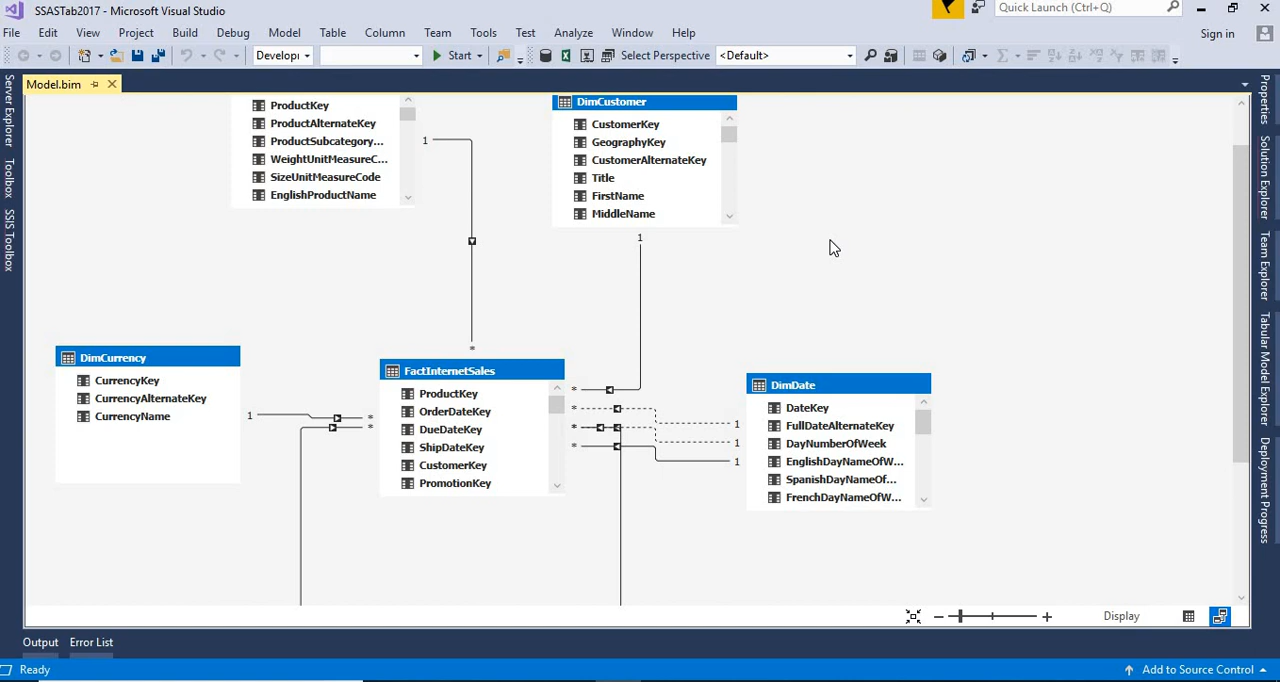 SSASTab2017 - Microsoft Visual Studio
Quick Launch (Ctrl+Q)
File Edit View Project Build Debug Team Model Table Column Tools Test Analyze Window Help
Sign in
Develop Start Select Perspective <Default>
Model.bim
Server Explorer
Toolbox
SSIS Toolbox
ProductKey
ProductAlternateKey
ProductSubcategory...
WeightUnitMeasureC...
SizeUnitMeasureCode
EnglishProductName
1
*
DimCustomer
CustomerKey
GeographyKey
CustomerAlternateKey
Title
FirstName
MiddleName
1
DimCurrency
CurrencyKey
CurrencyAlternateKey
CurrencyName
1 *
*
FactInternetSales
ProductKey
OrderDateKey
DueDateKey
ShipDateKey
CustomerKey
PromotionKey
*
* 1
* 1
* 1
DimDate
DateKey
FullDateAlternateKey
DayNumberOfWeek
EnglishDayNameOfW...
SpanishDayNameOf...
FrenchDayNameOfW...
Properties
Solution Explorer
Team Explorer
Tabular Model Explorer
Deployment Progress
Display
Output Error List
Ready
Add to Source Control